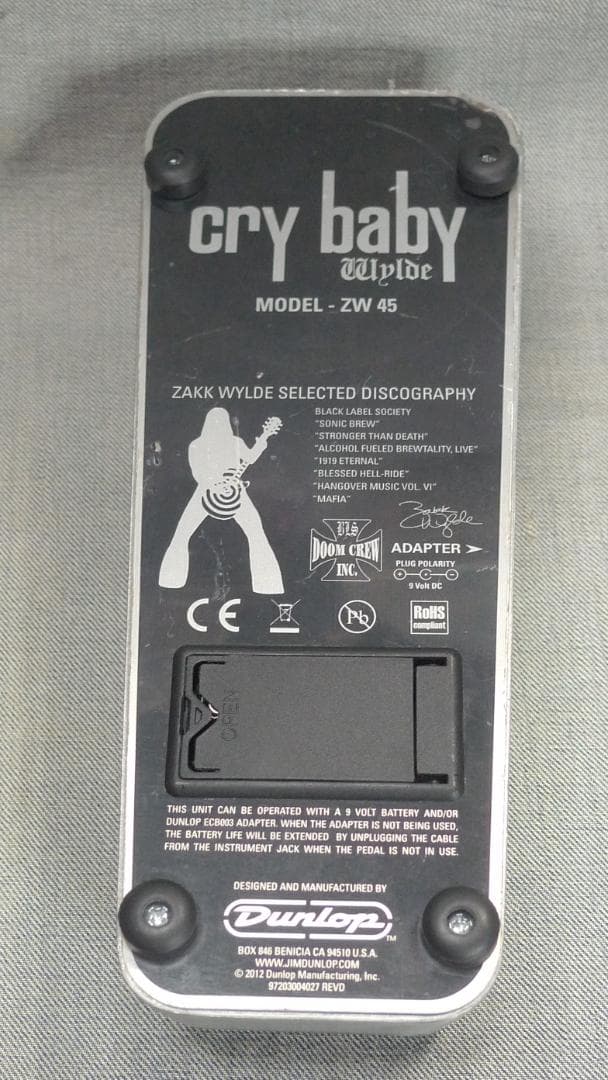 cry baby
Wylde
MODEL - ZW 45
ZAKK WYLDE SELECTED DISCOGRAPHY
BLACK LABEL SOCIETY
"SONIC BREW"
"STRONGER THAN DEATH"
"ALCOHOL FUELED BREWTALITY, LIVE"
"1919 ETERNAL"
"BLESSED HELL-RIDE"
"HANGOVER MUSIC VOL. VI"
"MAFIA"
Zakk Wylde
BLS
DOOM CREW
INC.
ADAPTER
PLUG POLARITY
9 Volt DC
CE
Pb
RoHS
compliant
OPEN
THIS UNIT CAN BE OPERATED WITH A 9 VOLT BATTERY AND/OR
DUNLOP ECB003 ADAPTER. WHEN THE ADAPTER IS NOT BEING USED,
THE BATTERY LIFE WILL BE EXTENDED BY UNPLUGGING THE CABLE
FROM THE INSTRUMENT JACK WHEN THE PEDAL IS NOT IN USE.
DESIGNED AND MANUFACTURED BY
Dunlop TM
BOX 846 BENICIA CA 94510 U.S.A.
WWW.JIMDUNLOP.COM
© 2012 Dunlop Manufacturing, Inc.
97203004027 REVD